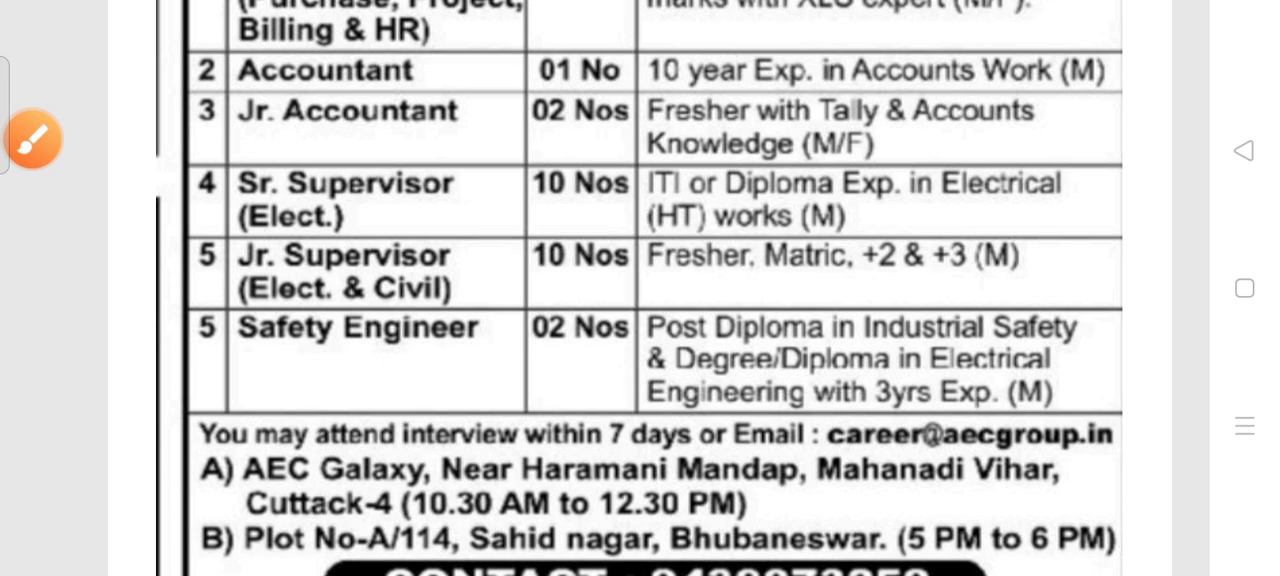 (Purchase, Project,
Billing & HR)
2 Accountant 01 No 10 year Exp. in Accounts Work (M)
3 Jr. Accountant 02 Nos Fresher with Tally & Accounts
Knowledge (M/F)
4 Sr. Supervisor 10 Nos ITI or Diploma Exp. in Electrical
(Elect.) (HT) works (M)
5 Jr. Supervisor 10 Nos Fresher. Matric, +2 & +3 (M)
(Elect. & Civil)
5 Safety Engineer 02 Nos Post Diploma in Industrial Safety
& Degree/Diploma in Electrical
Engineering with 3yrs Exp. (M)
You may attend interview within 7 days or Email : career@aecgroup.in
A) AEC Galaxy, Near Haramani Mandap, Mahanadi Vihar,
Cuttack-4 (10.30 AM to 12.30 PM)
B) Plot No-A/114, Sahid nagar, Bhubaneswar. (5 PM to 6 PM)